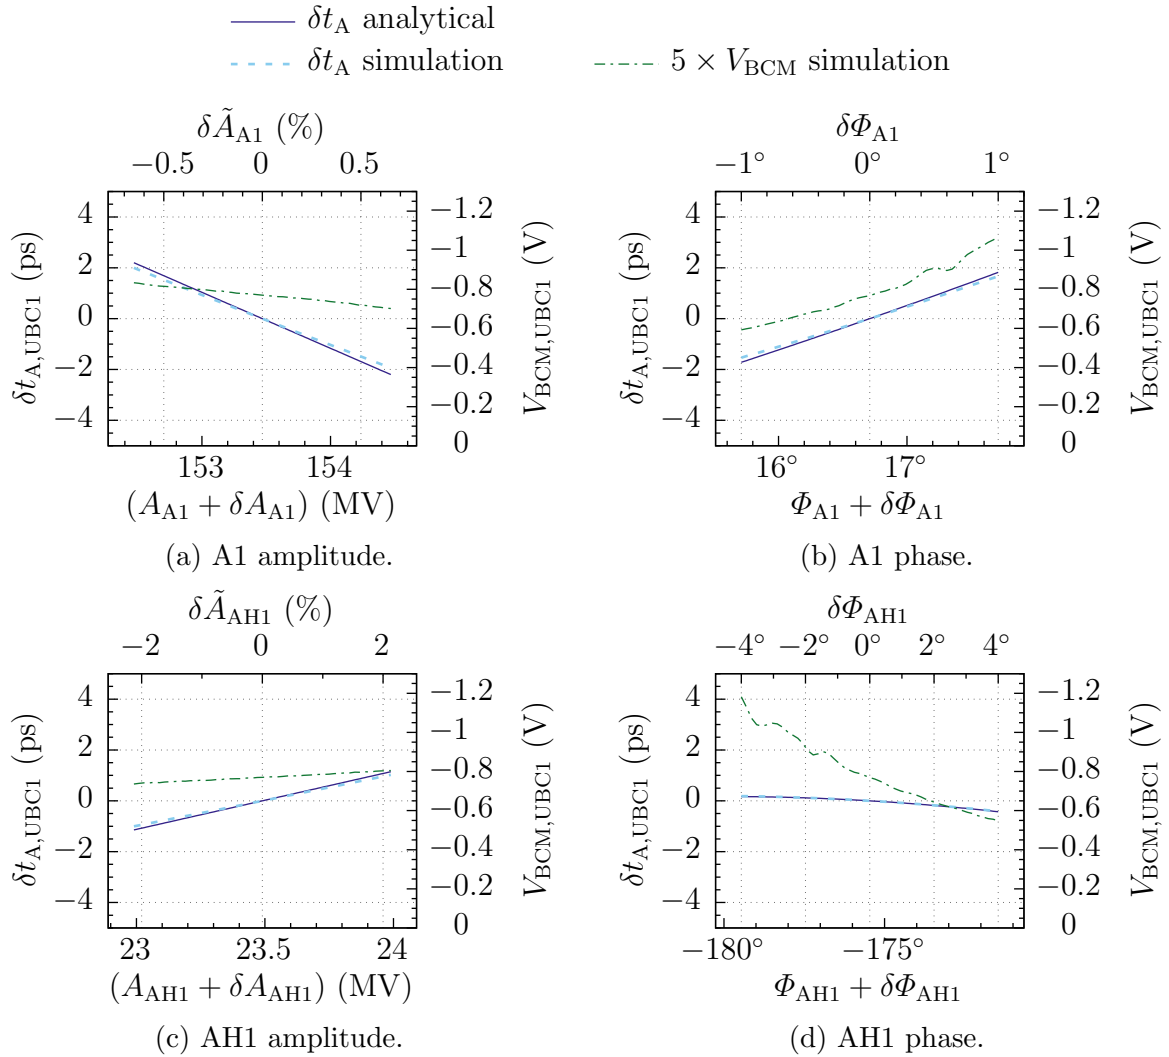 δt_A analytical
δt_A simulation
5 × V_BCM simulation
δÃ_A1 (%)
−0.5 0 0.5
δt_A,UBC1 (ps)
4
2
0
−2
−4
−1.2
−1
−0.8
−0.6
−0.4
−0.2
0
V_BCM,UBC1 (V)
153 154
(A_A1 + δA_A1) (MV)
(a) A1 amplitude.
δΦ_A1
−1° 0° 1°
δt_A,UBC1 (ps)
4
2
0
−2
−4
−1.2
−1
−0.8
−0.6
−0.4
−0.2
0
V_BCM,UBC1 (V)
16° 17°
Φ_A1 + δΦ_A1
(b) A1 phase.
δÃ_AH1 (%)
−2 0 2
δt_A,UBC1 (ps)
4
2
0
−2
−4
−1.2
−1
−0.8
−0.6
−0.4
−0.2
0
V_BCM,UBC1 (V)
23 23.5 24
(A_AH1 + δA_AH1) (MV)
(c) AH1 amplitude.
δΦ_AH1
−4° −2° 0° 2° 4°
δt_A,UBC1 (ps)
4
2
0
−2
−4
−1.2
−1
−0.8
−0.6
−0.4
−0.2
0
V_BCM,UBC1 (V)
−180° −175°
Φ_AH1 + δΦ_AH1
(d) AH1 phase.